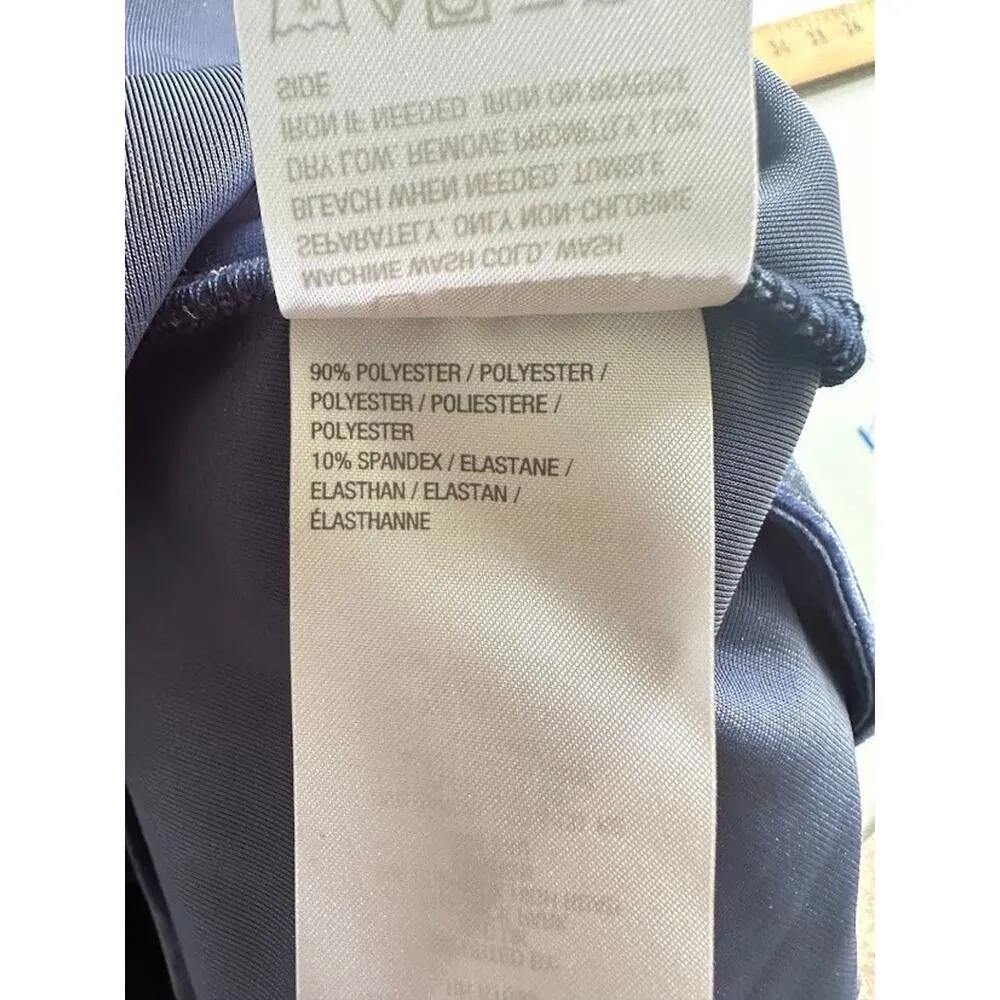 SIDE
IRON IF NEEDED. IRON ON REVERSE
DRY LOW. REMOVE PROMPTLY. LOW
BLEACH WHEN NEEDED. TUMBLE
SEPARATELY. ONLY NON-CHLORINE
MACHINE WASH COLD. WASH
90% POLYESTER / POLYESTER /
POLYESTER / POLIESTERE /
POLYESTER
10% SPANDEX / ELASTANE /
ELASTHAN / ELASTAN /
ÉLASTHANNE